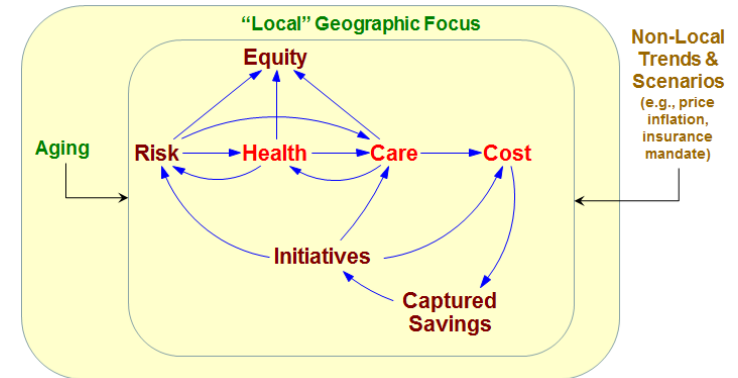 “Local” Geographic Focus
Non-Local
Trends &
Scenarios
(e.g., price
inflation,
insurance
mandate)
Equity
Aging
Risk
Health
Care
Cost
Initiatives
Captured
Savings